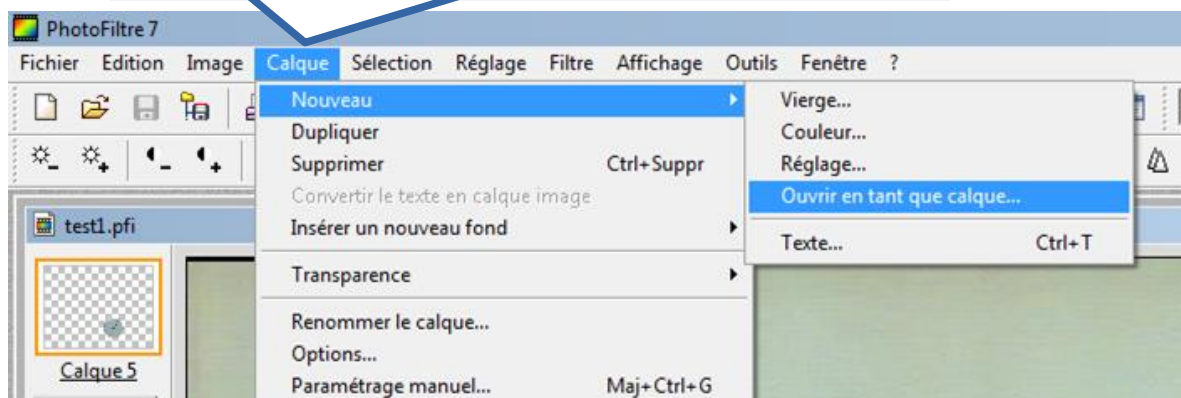 PhotoFiltre 7
Fichier Edition Image Calque Sélection Réglage Filtre Affichage Outils Fenêtre ?
Nouveau
Vierge...
Dupliquer
Couleur...
Supprimer Ctrl+Suppr
Réglage...
Convertir le texte en calque image
Ouvrir en tant que calque...
test1.pfi
Insérer un nouveau fond
Texte... Ctrl+T
Transparence
Renommer le calque...
Options...
Calque 5
Paramétrage manuel... Maj+Ctrl+G